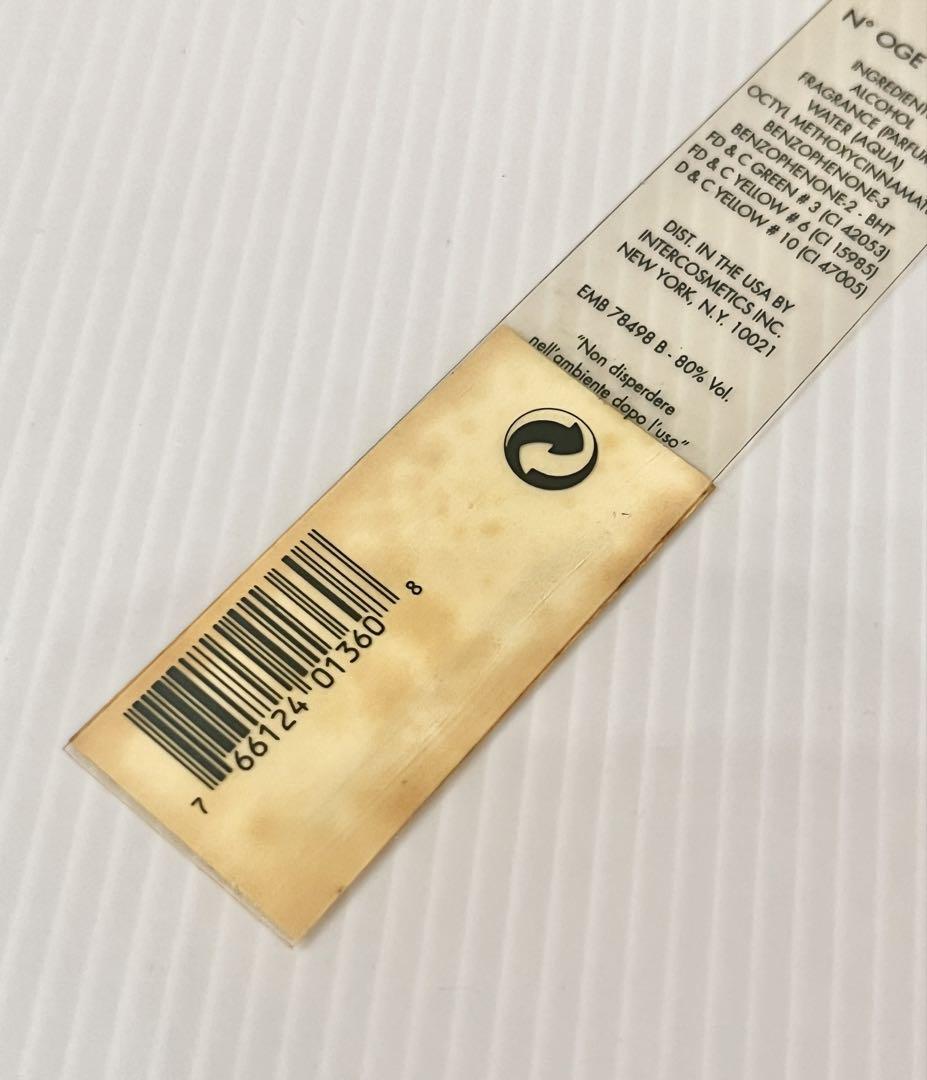 N° OGE
INGREDIENT
ALCOHOL
FRAGRANCE (PARFUM
WATER (AQUA)
OCTYL METHOXYCINNAMAT
BENZOPHENONE-3
BENZOPHENONE-2 - BHT
FD & C GREEN # 3 (CI 42053)
FD & C YELLOW # 6 (CI 15985)
D & C YELLOW # 10 (CI 47005)
DIST. IN THE USA BY
INTERCOSMETICS INC.
NEW YORK, N.Y. 10021
EMB 78498 B - 80% Vol.
"Non disperdere
nell'ambiente dopo l'uso"
7 66124 01360 8